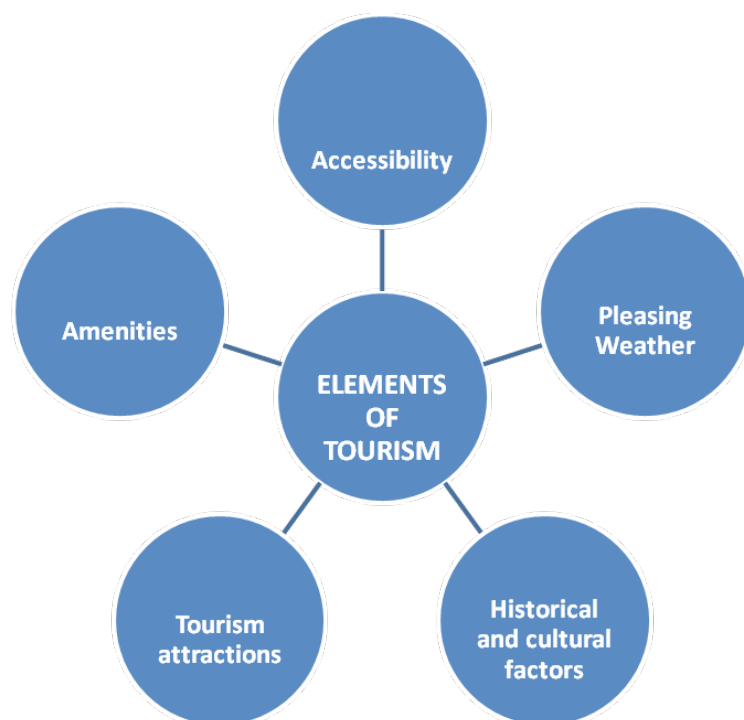 Accessibility
Amenities
Pleasing
Weather
ELEMENTS
OF
TOURISM
Tourism
attractions
Historical
and cultural
factors